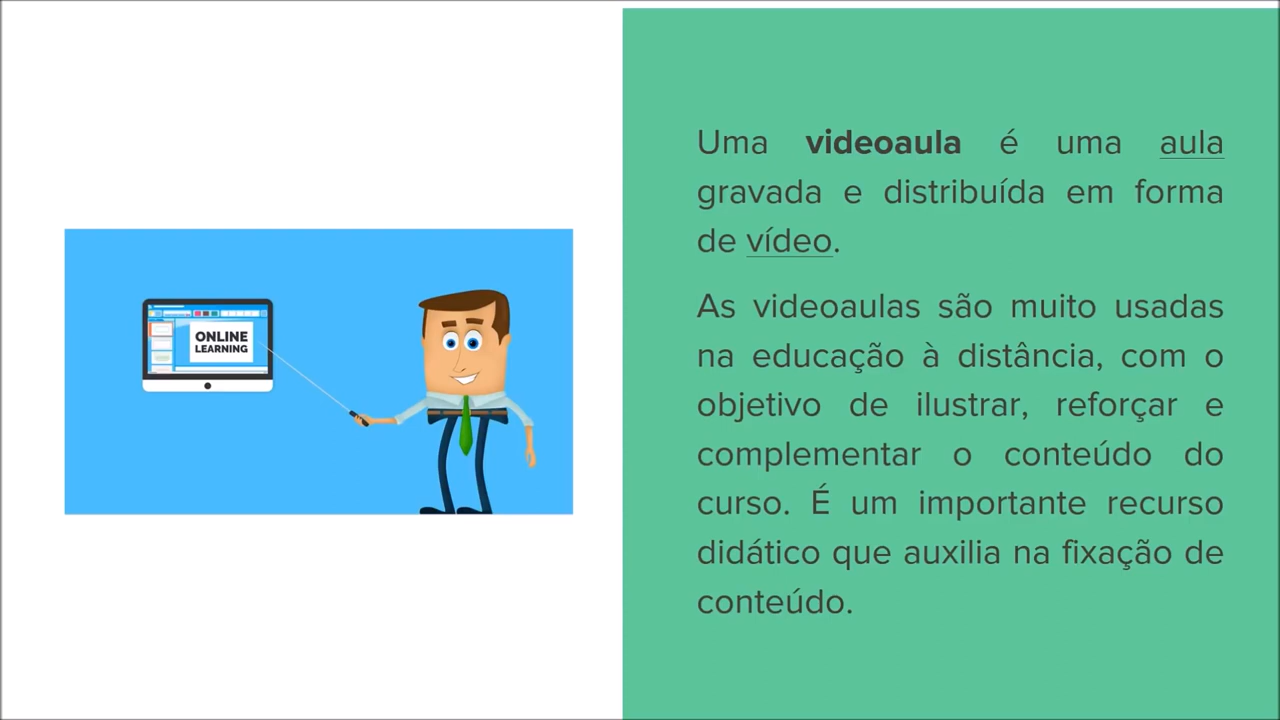 ONLINE
LEARNING
Uma videoaula é uma aula
gravada e distribuída em forma
de vídeo.
As videoaulas são muito usadas
na educação à distância, com o
objetivo de ilustrar, reforçar e
complementar o conteúdo do
curso. É um importante recurso
didático que auxilia na fixação de
conteúdo.